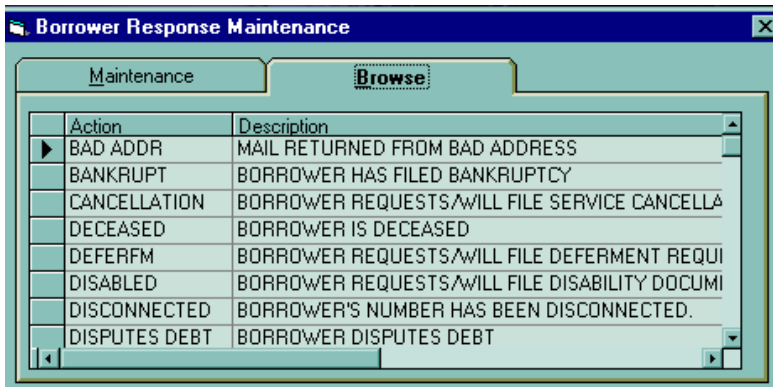 Borrower Response Maintenance
Maintenance Browse
Action Description
BAD ADDR MAIL RETURNED FROM BAD ADDRESS
BANKRUPT BORROWER HAS FILED BANKRUPTCY
CANCELLATION BORROWER REQUESTS/WILL FILE SERVICE CANCELLA
DECEASED BORROWER IS DECEASED
DEFERFM BORROWER REQUESTS/WILL FILE DEFERMENT REQUI
DISABLED BORROWER REQUESTS/WILL FILE DISABILITY DOCUMI
DISCONNECTED BORROWER'S NUMBER HAS BEEN DISCONNECTED.
DISPUTES DEBT BORROWER DISPUTES DEBT